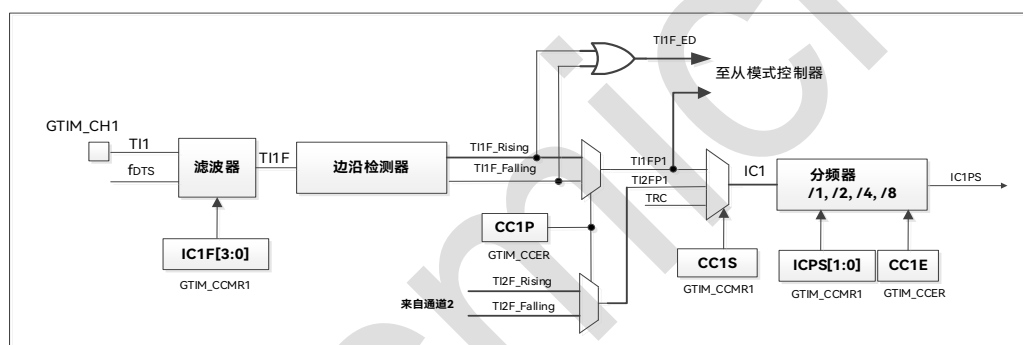 TI1F_ED
至从模式控制器
GTIM_CH1
TI1
fDTS
滤波器
TI1F
边沿检测器
TI1F_Rising
TI1F_Falling
TI1FP1
TI2FP1
TRC
IC1
分频器
/1, /2, /4, /8
IC1PS
IC1F[3:0]
GTIM_CCMR1
CC1P
GTIM_CCER
CC1S
GTIM_CCMR1
ICPS[1:0]
GTIM_CCMR1
CC1E
GTIM_CCER
来自通道2
TI2F_Rising
TI2F_Falling